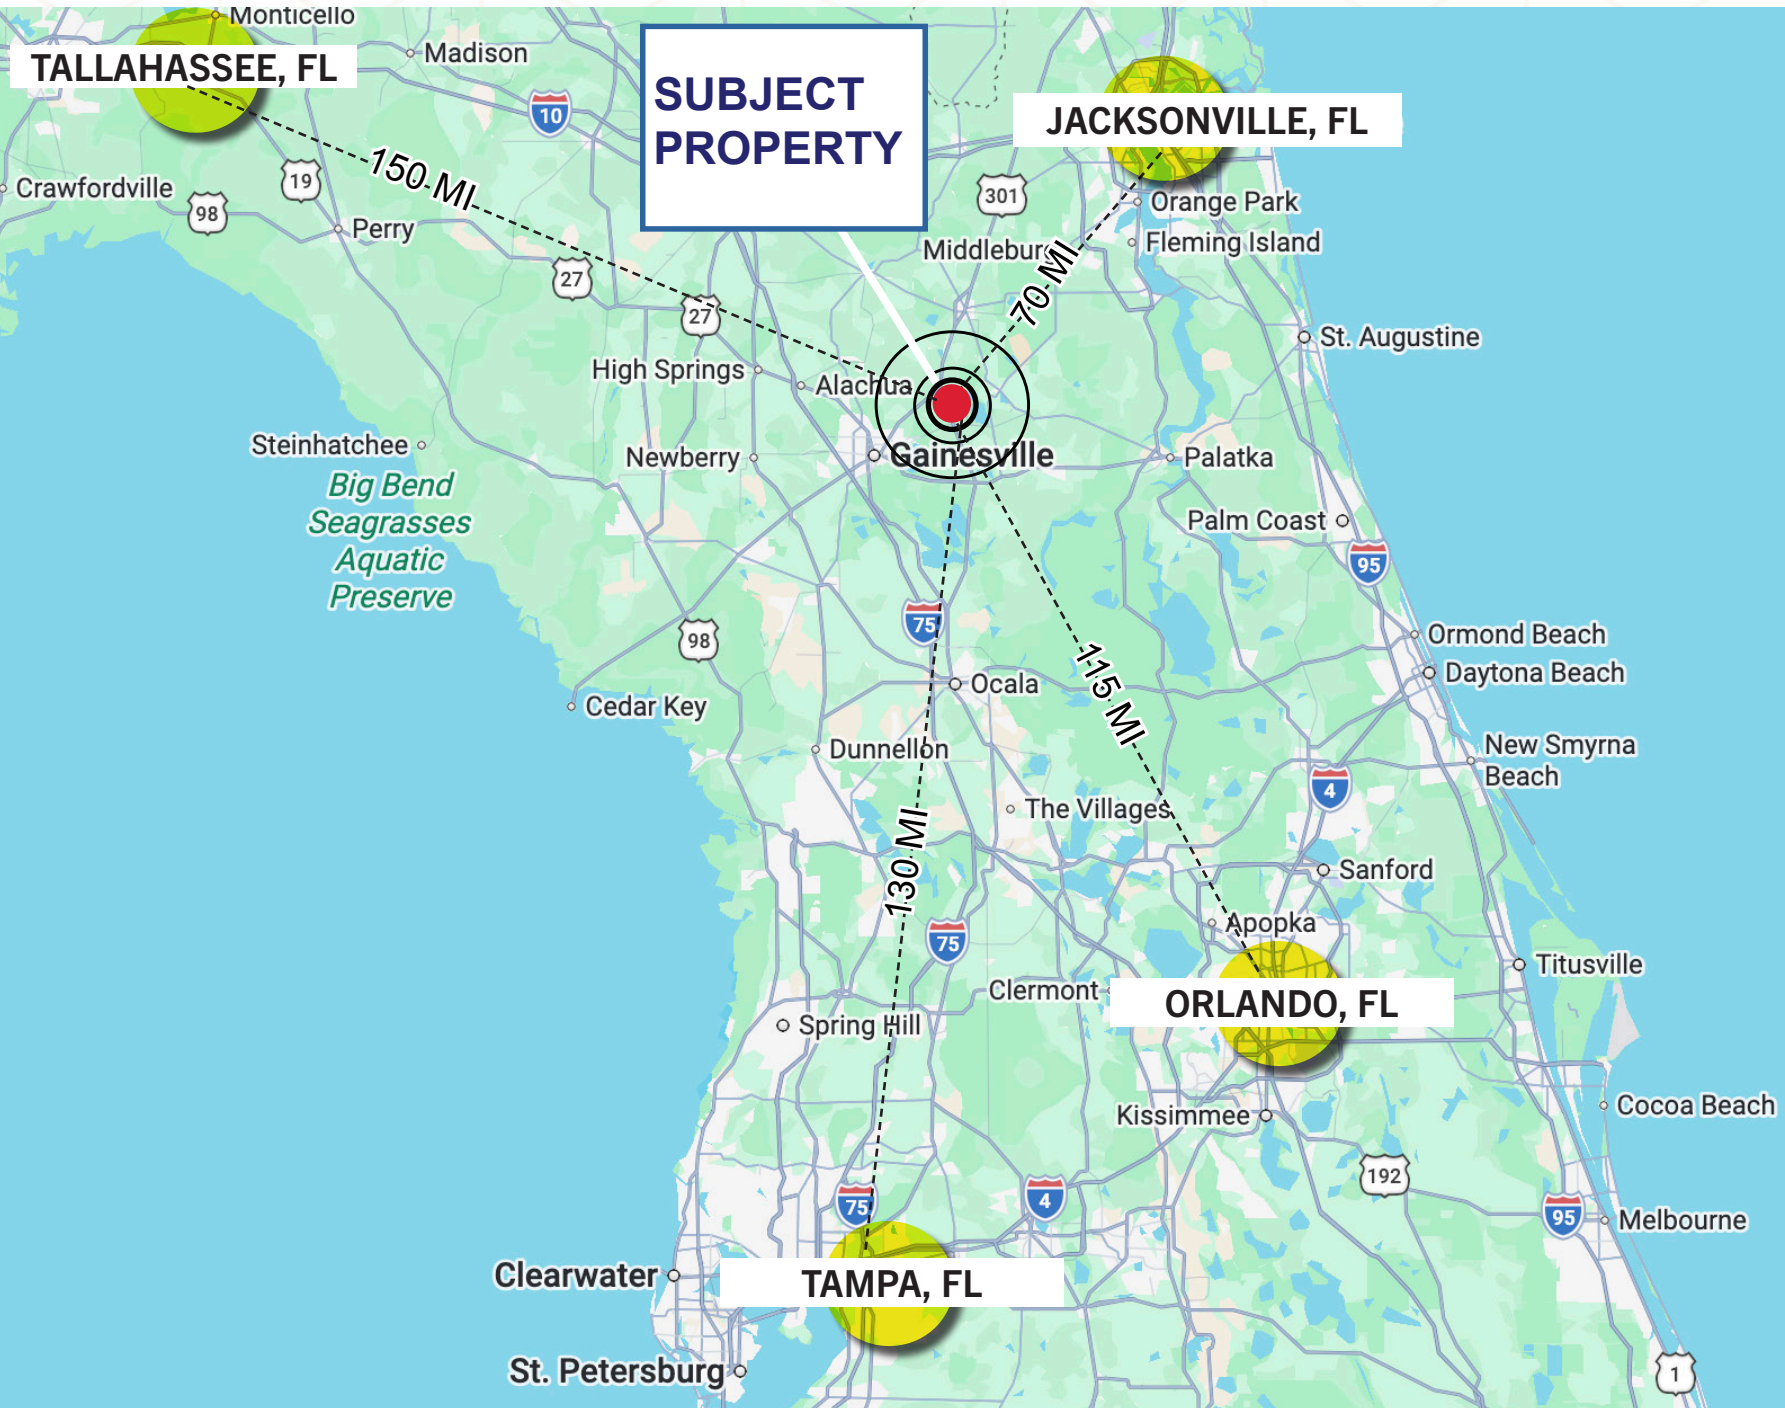 Monticello
Madison
TALLAHASSEE, FL
SUBJECT
PROPERTY
JACKSONVILLE, FL
10
150 MI
19
Crawfordville
98
301
Orange Park
Perry
Middleburg
Fleming Island
70 MI
27
27
St. Augustine
High Springs
Alachua
Steinhatchee
Newberry
Gainesville
Palatka
Big Bend
Seagrasses
Aquatic
Preserve
Palm Coast
95
75
98
Ormond Beach
Daytona Beach
Ocala
115 MI
Cedar Key
Dunnellon
New Smyrna
Beach
4
The Villages
130 MI
Sanford
Apopka
75
Titusville
Clermont
ORLANDO, FL
Spring Hill
Kissimmee
Cocoa Beach
192
75
4
95
Melbourne
Clearwater
TAMPA, FL
St. Petersburg
1